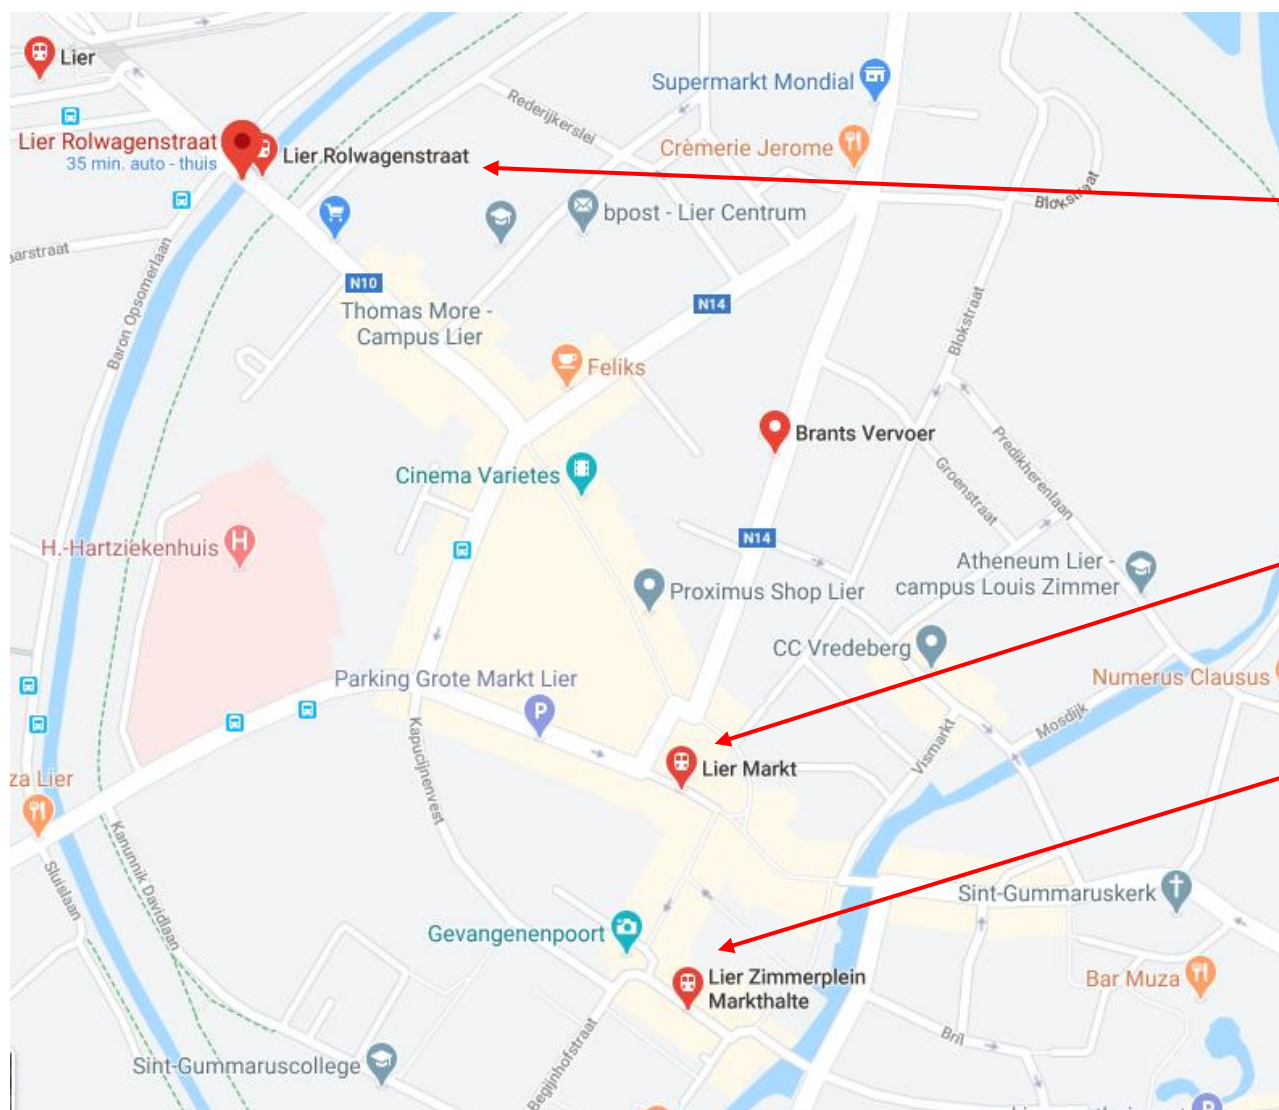 Lier
Supermarkt Mondial
Rederijkerslei
Lier Rolwagenstraat
35 min. auto - thuis
Lier Rolwagenstraat
Crèmerie Jerome
Blokstraat
bpost - Lier Centrum
Baron Opsomerlaan
N10
N14
Thomas More -
Campus Lier
Blokstraat
Feliks
Brants Vervoer
Predikherenlaan
Cinema Varietes
Groenstraat
N14
H.-Hartziekenhuis
H
Atheneum Lier -
campus Louis Zimmer
Proximus Shop Lier
CC Vredeberg
Parking Grote Markt Lier
P
Numerus Clausus
Mosdijk
Vismarkt
Kapucijnenvest
za Lier
Lier Markt
Kanunnik Davidlaan
Sluislaan
Sint-Gummaruskerk
Gevangenenpoort
Lier Zimmerplein
Markthalte
Bar Muza
Bril
Sint-Gummaruscollege
Begijnhofstraat